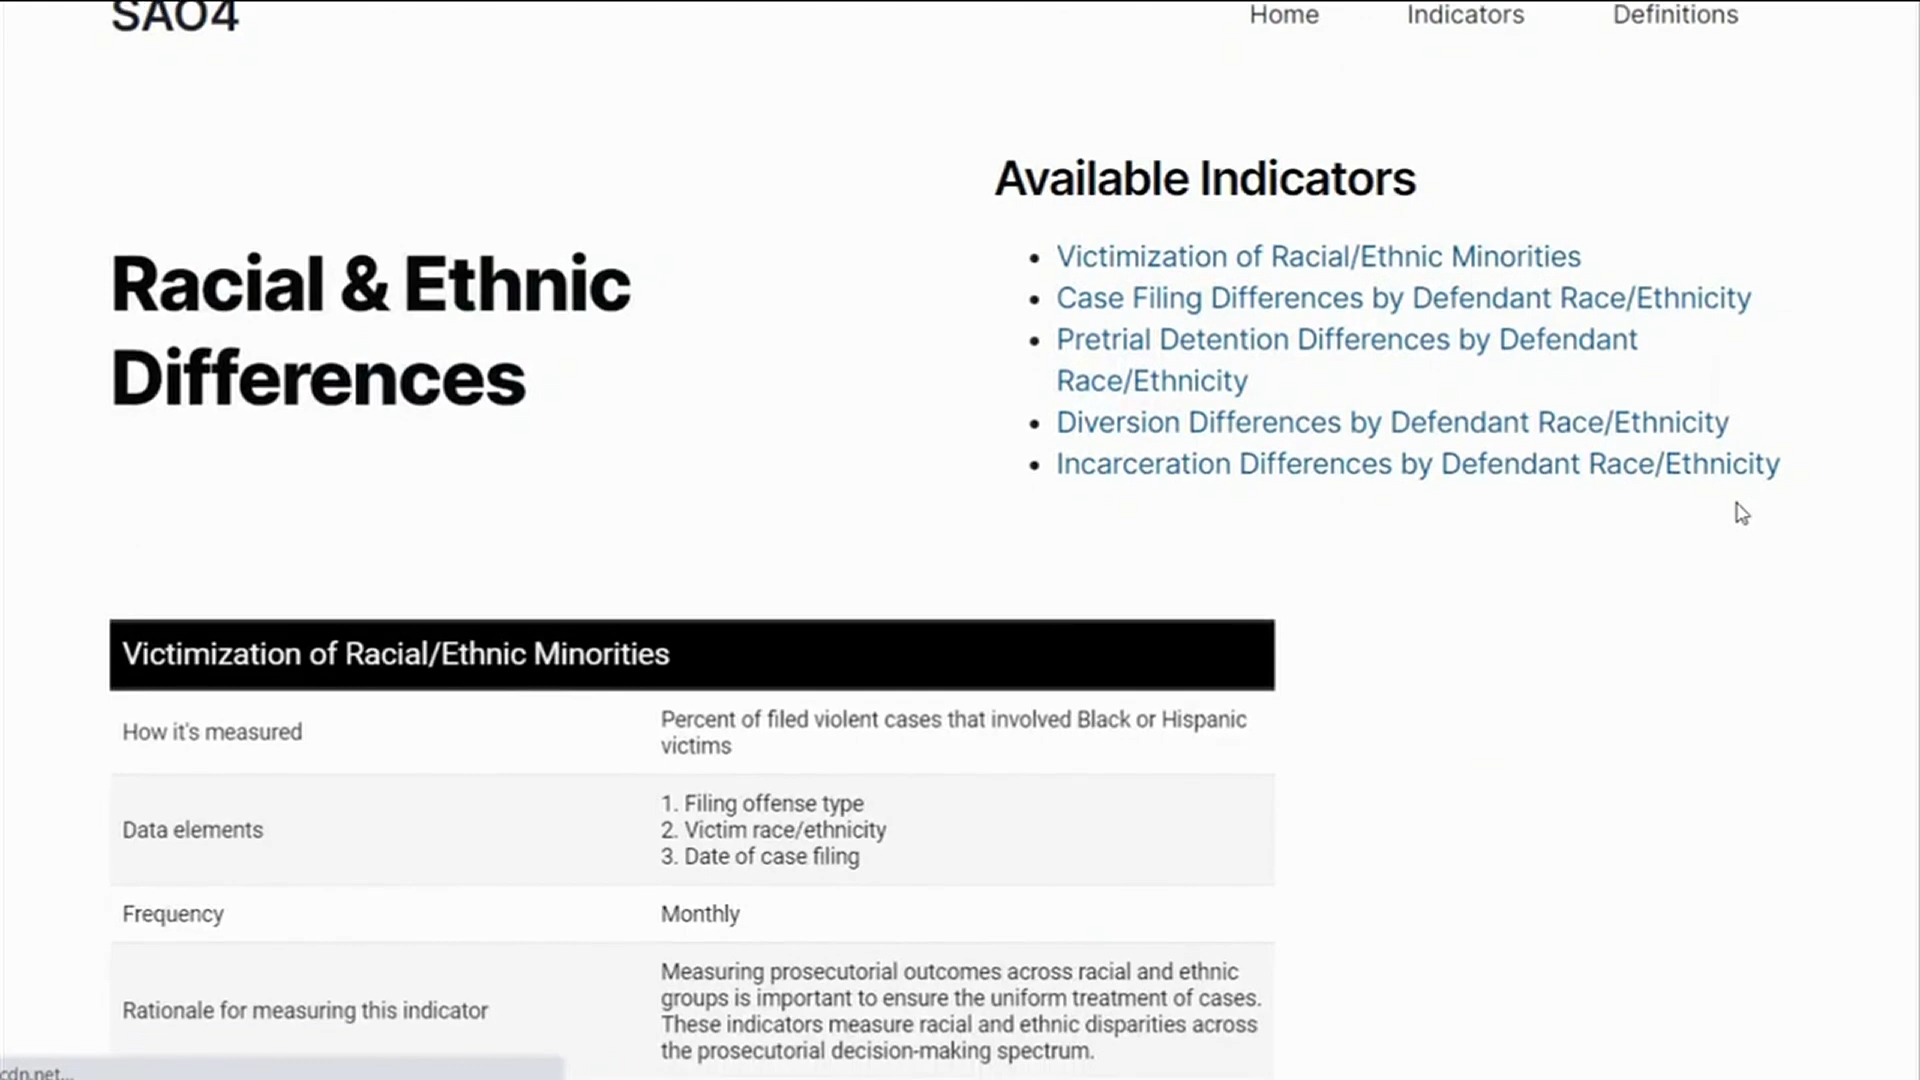 SAO4
Home
Indicators
Definitions
Available Indicators
Victimization of Racial/Ethnic Minorities
Case Filing Differences by Defendant Race/Ethnicity
Pretrial Detention Differences by Defendant
Race/Ethnicity
Diversion Differences by Defendant Race/Ethnicity
Incarceration Differences by Defendant Race/Ethnicity
Racial & Ethnic
Differences
Victimization of Racial/Ethnic Minorities
How it's measured
Percent of filed violent cases that involved Black or Hispanic
victims
Data elements
1. Filing offense type
2. Victim race/ethnicity
3. Date of case filing
Frequency
Monthly
Rationale for measuring this indicator
Measuring prosecutorial outcomes across racial and ethnic
groups is important to ensure the uniform treatment of cases.
These indicators measure racial and ethnic disparities across
the prosecutorial decision-making spectrum.
cdn.net...